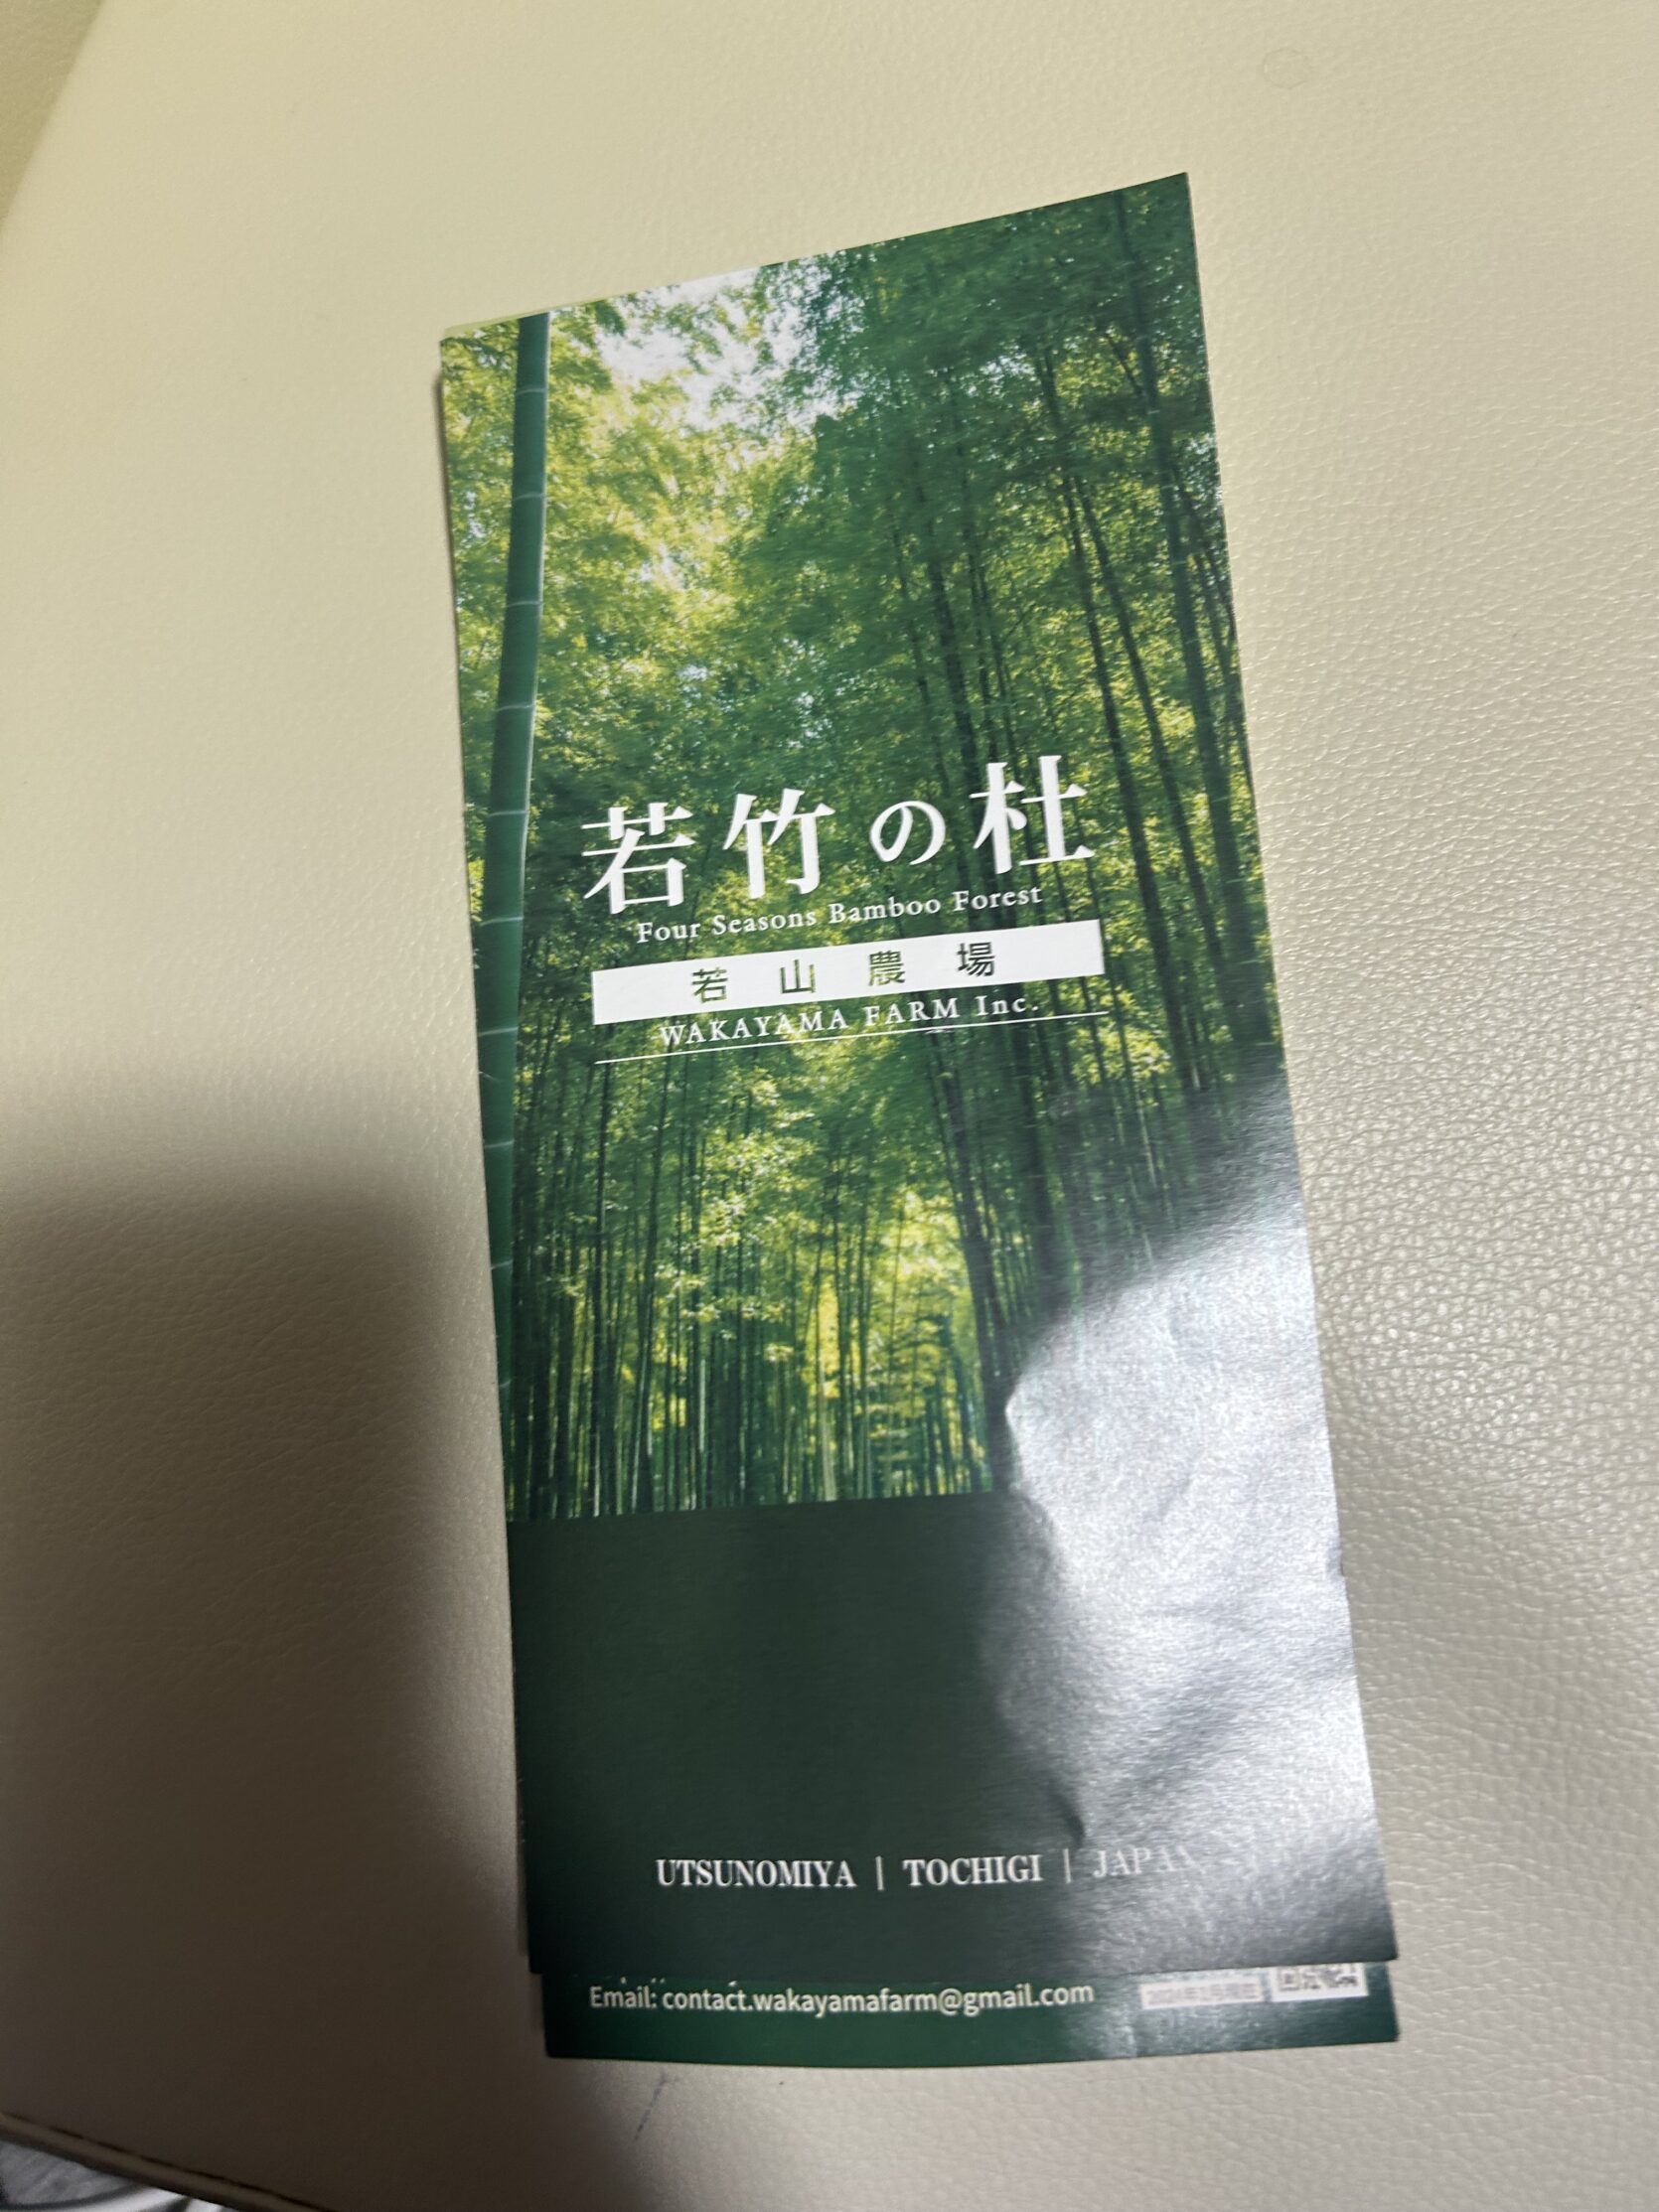 若竹の杜
Four Seasons Bamboo Forest
若山農場
WAKAYAMA FARM Inc.
UTSUNOMIYA | TOCHIGI | JAPAN
Email: contact.wakayamafarm@gmail.com